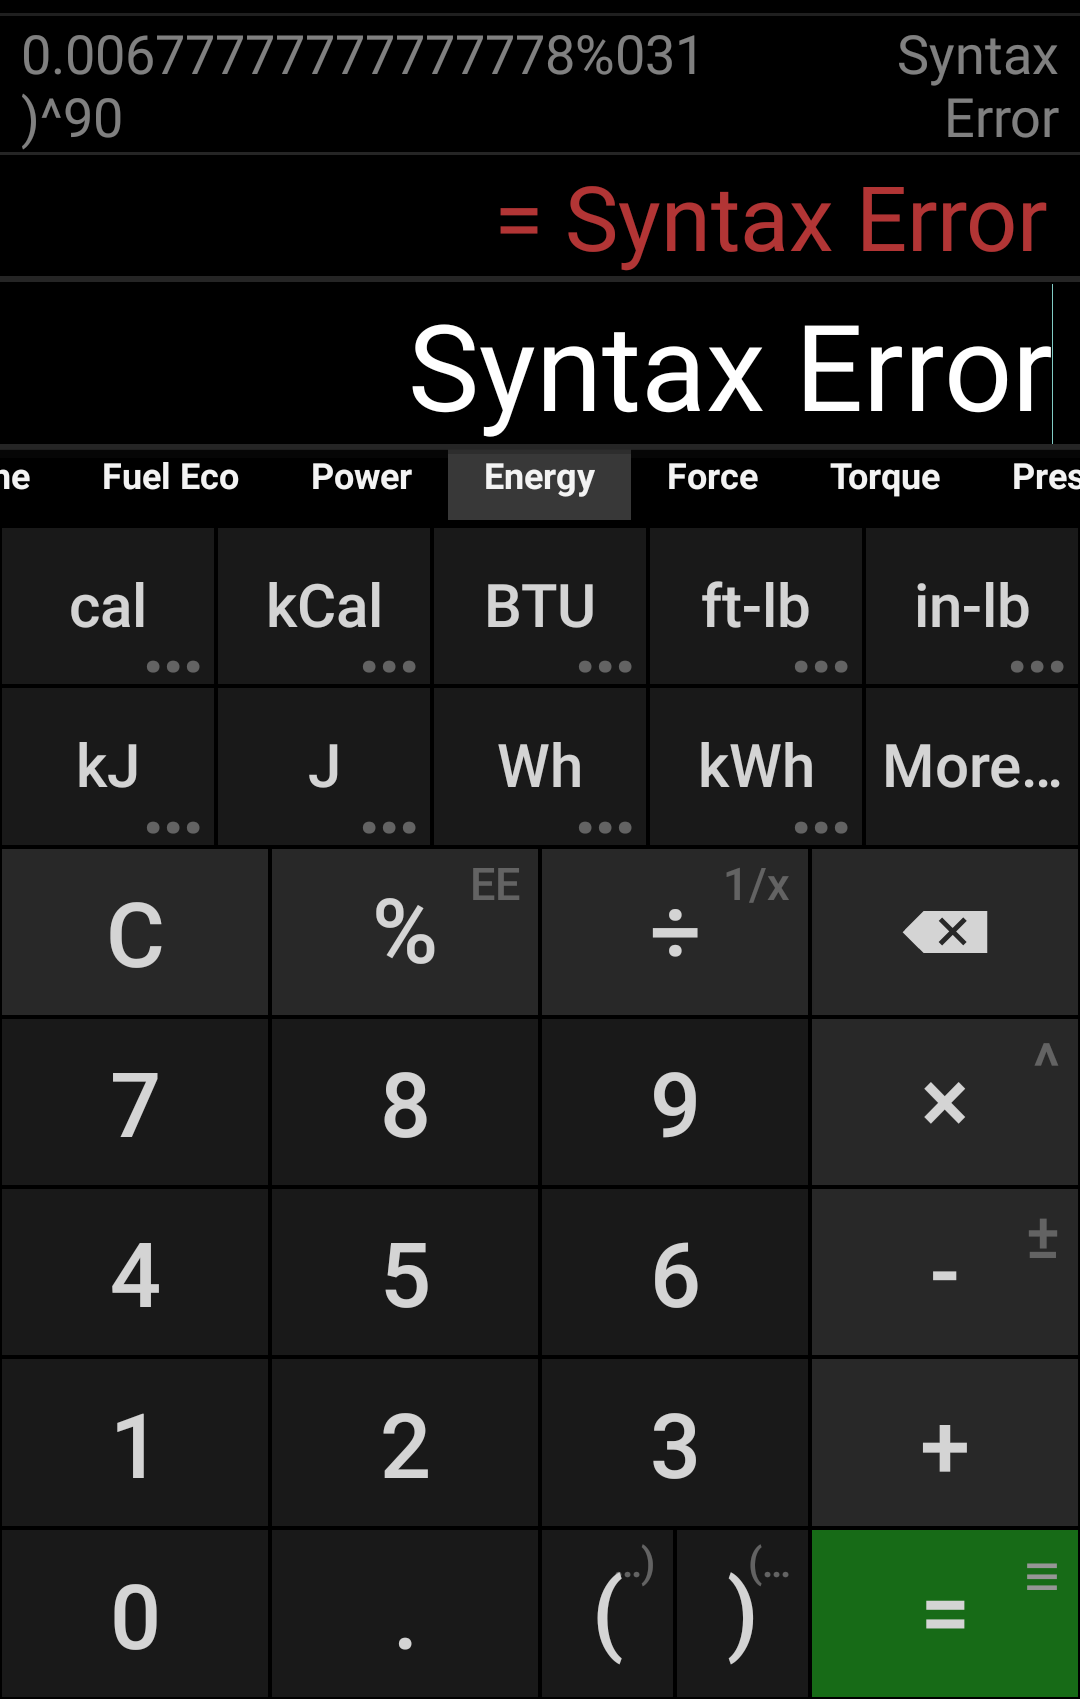 0.0067777777777777778%031 Syntax
)^90 Error
= Syntax Error
Syntax Error
ne Fuel Eco Power Energy Force Torque Pres
cal kCal BTU ft-lb in-lb
... ... ... ... ...
kJ J Wh kWh More...
... ... ... ...
C % EE ÷ 1/x
7 8 9 × ^
4 5 6 - ±
1 2 3 +
0 . ( ..) ) (... = ≡